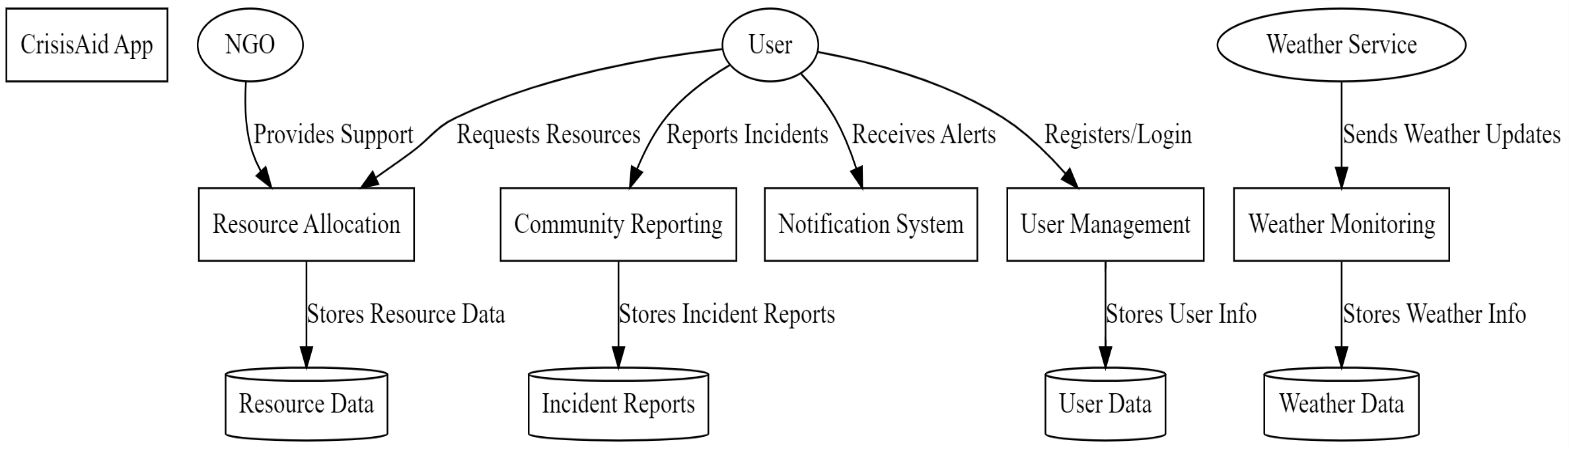 CrisisAid App
NGO
User
Weather Service
Provides Support
Requests Resources
Reports Incidents
Receives Alerts
Registers/Login
Sends Weather Updates
Resource Allocation
Community Reporting
Notification System
User Management
Weather Monitoring
Stores Resource Data
Stores Incident Reports
Stores User Info
Stores Weather Info
Resource Data
Incident Reports
User Data
Weather Data